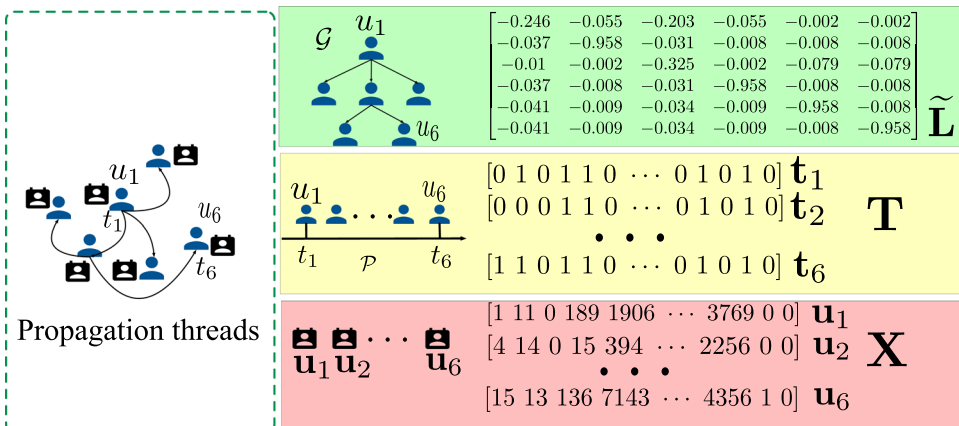 u₁
t₁
u₆
t₆
Propagation threads
𝒢
u₁
u₆
−0.246 −0.055 −0.203 −0.055 −0.002 −0.002
−0.037 −0.958 −0.031 −0.008 −0.008 −0.008
−0.01 −0.002 −0.325 −0.002 −0.079 −0.079
−0.037 −0.008 −0.031 −0.958 −0.008 −0.008
−0.041 −0.009 −0.034 −0.009 −0.958 −0.008
−0.041 −0.009 −0.034 −0.009 −0.008 −0.958
L̃
u₁ u₆
· · ·
t₁ 𝒫 t₆
[0 1 0 1 1 0 ··· 0 1 0 1 0] t₁
[0 0 0 1 1 0 ··· 0 1 0 1 0] t₂
• • •
[1 1 0 1 1 0 ··· 0 1 0 1 0] t₆
T
· · ·
u₁ u₂ u₆
[1 11 0 189 1906 ··· 3769 0 0] u₁
[4 14 0 15 394 ··· 2256 0 0] u₂
• • •
[15 13 136 7143 ··· 4356 1 0] u₆
X